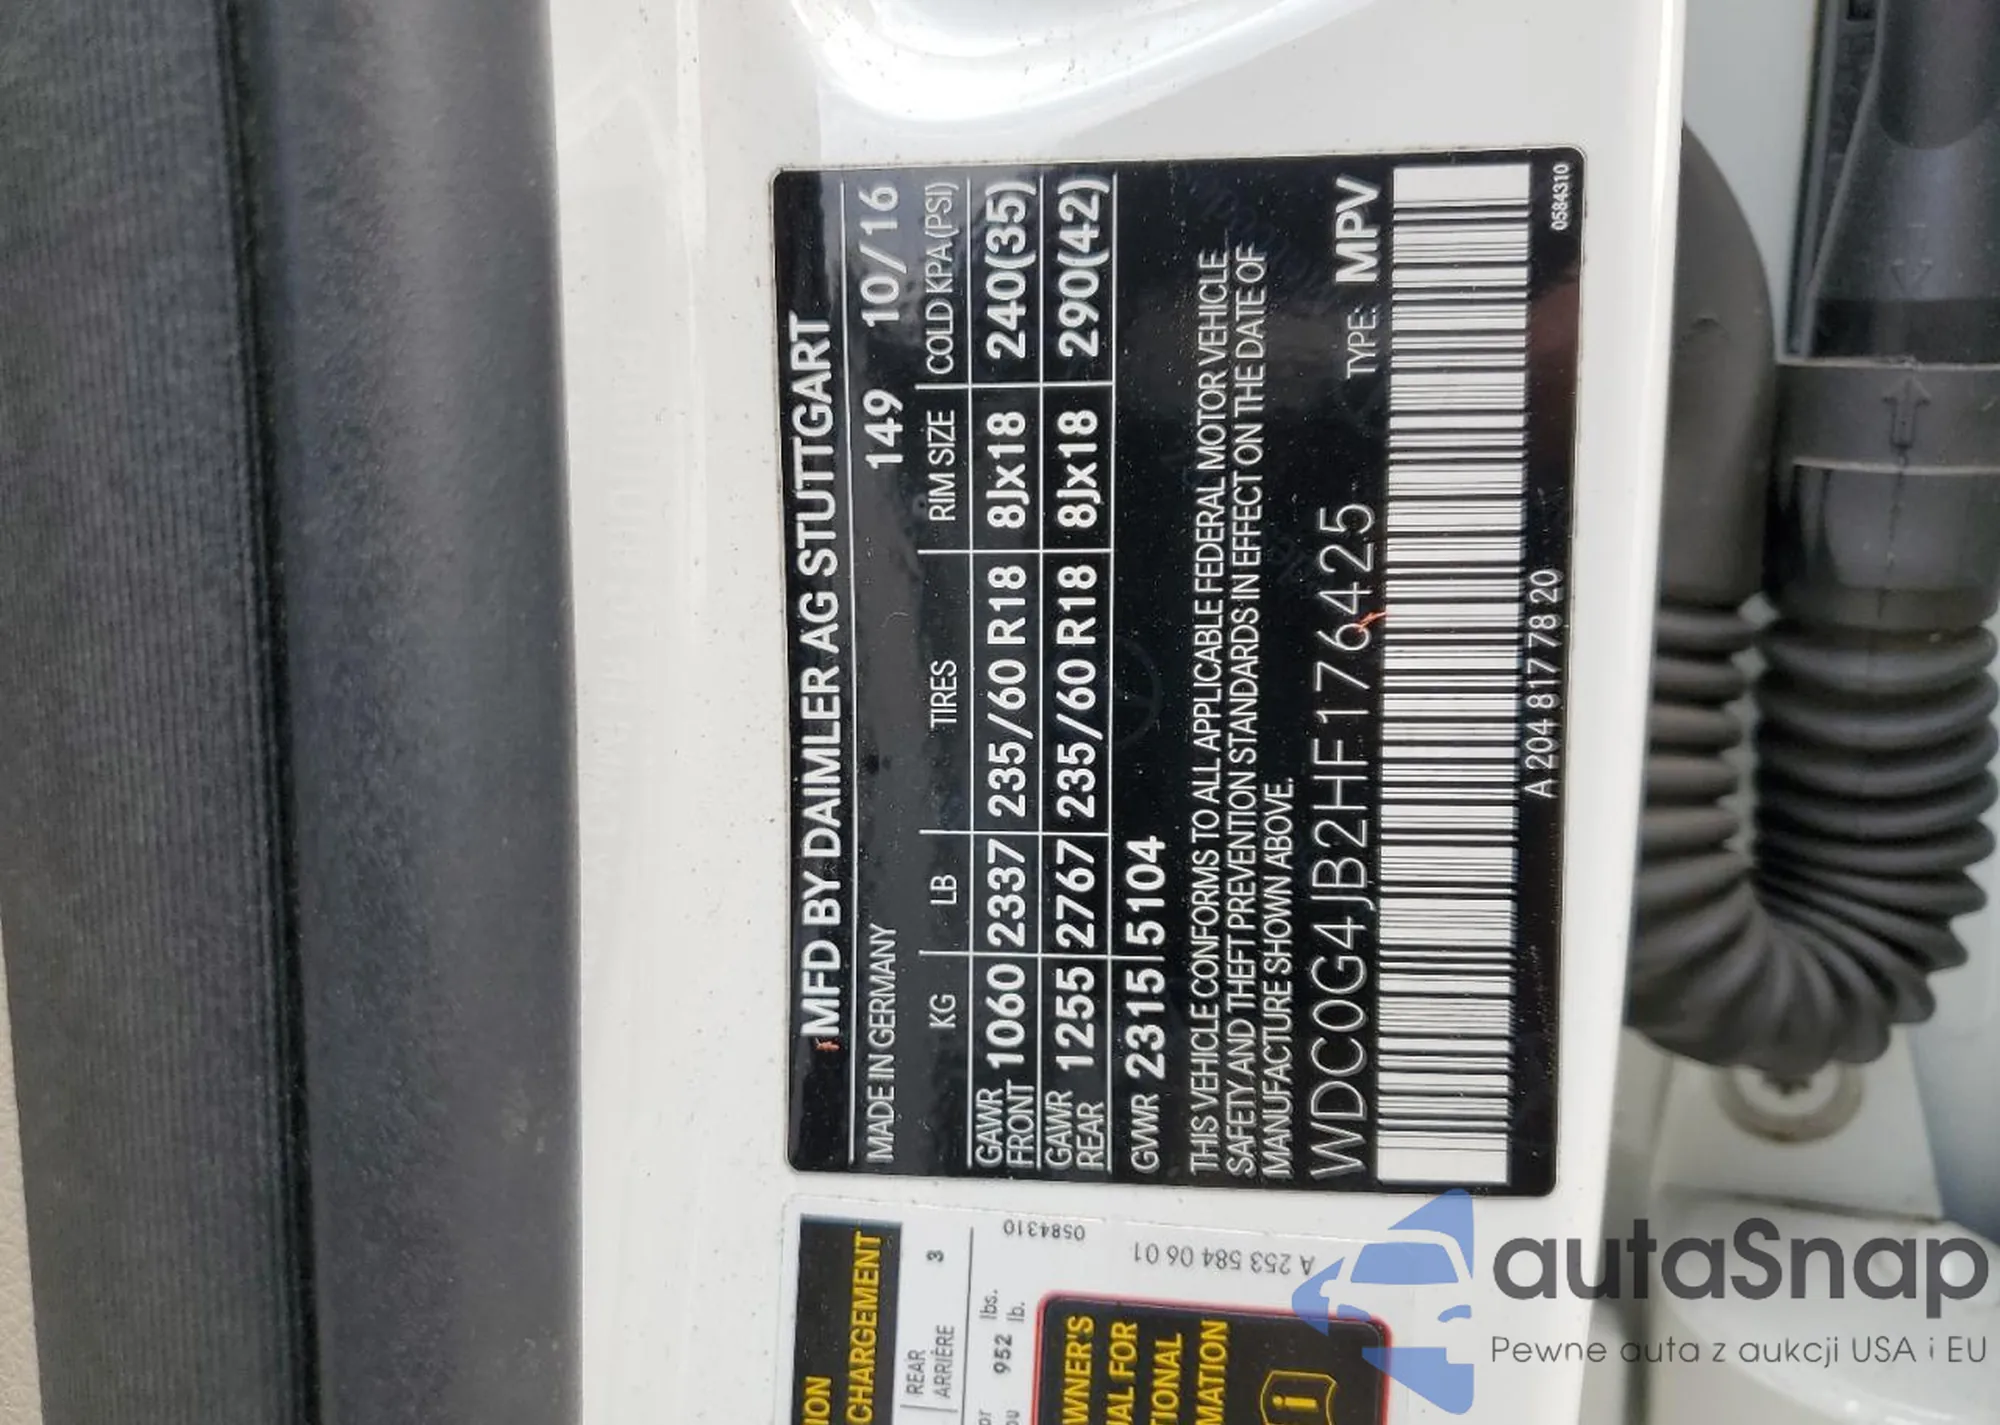 MFD BY DAIMLER AG STUTTGART
MADE IN GERMANY 149 10/16
KG LB TIRES RIM SIZE COLD KPA(PSI)
GAWR FRONT 1060 2337 235/60 R18 8Jx18 240(35)
GAWR REAR 1255 2767 235/60 R18 8Jx18 290(42)
GVWR 2315 5104
THIS VEHICLE CONFORMS TO ALL APPLICABLE FEDERAL MOTOR VEHICLE
SAFETY AND THEFT PREVENTION STANDARDS IN EFFECT ON THE DATE OF
MANUFACTURE SHOWN ABOVE.
WDC0G4JB2HF176425 TYPE: MPV
A 204 817 78 20
0584310
CHARGEMENT
REAR 3
ARRIÈRE
952 lbs.
lb.
0584310
A 253 584 06 01
autaSnap
Pewne auta z aukcji USA i EU